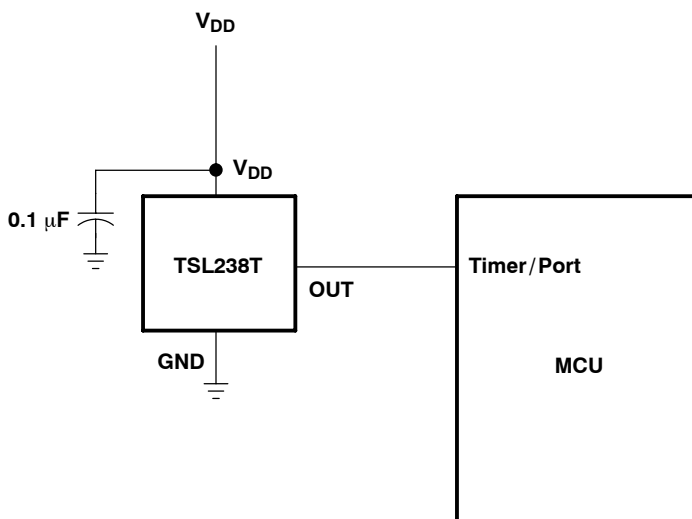 VDD
VDD
0.1 μF
TSL238T
OUT
Timer/Port
GND
MCU